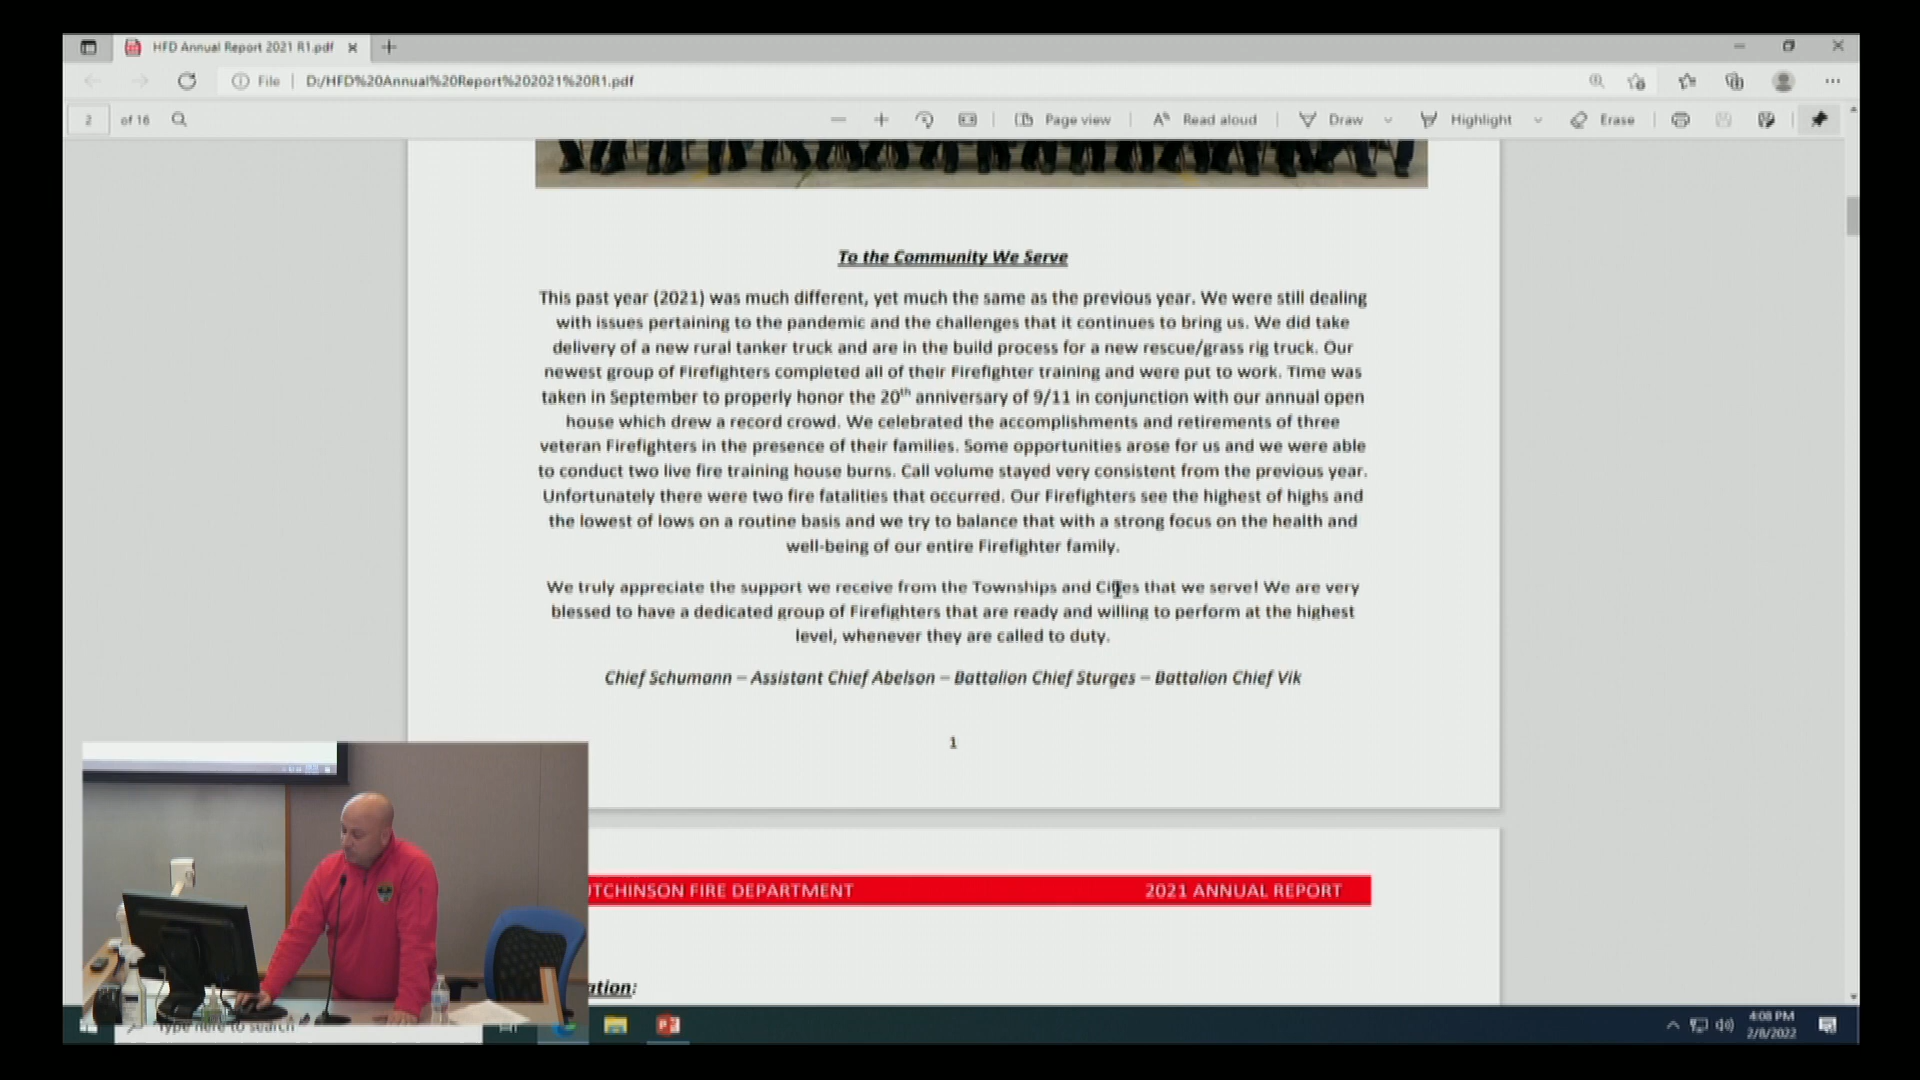 HFD Annual Report 2021 R1.pdf
File D:/HFD%20Annual%20Report%202021%20R1.pdf
2 of 16 Page view Read aloud Draw Highlight Erase
To the Community We Serve
This past year (2021) was much different, yet much the same as the previous year. We were still dealing
with issues pertaining to the pandemic and the challenges that it continues to bring us. We did take
delivery of a new rural tanker truck and are in the build process for a new rescue/grass rig truck. Our
newest group of Firefighters completed all of their Firefighter training and were put to work. Time was
taken in September to properly honor the 20th anniversary of 9/11 in conjunction with our annual open
house which drew a record crowd. We celebrated the accomplishments and retirements of three
veteran Firefighters in the presence of their families. Some opportunities arose for us and we were able
to conduct two live fire training house burns. Call volume stayed very consistent from the previous year.
Unfortunately there were two fire fatalities that occurred. Our Firefighters see the highest of highs and
the lowest of lows on a routine basis and we try to balance that with a strong focus on the health and
well-being of our entire Firefighter family.
We truly appreciate the support we receive from the Townships and Cities that we serve! We are very
blessed to have a dedicated group of Firefighters that are ready and willing to perform at the highest
level, whenever they are called to duty.
Chief Schumann – Assistant Chief Abelson – Battalion Chief Sturges – Battalion Chief Vik
1
UTCHINSON FIRE DEPARTMENT 2021 ANNUAL REPORT
ation:
Type here to search
4:08 PM
2/8/2022